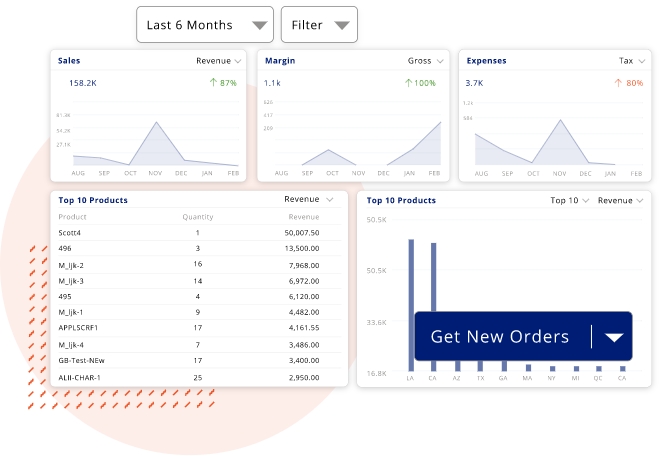 Last 6 Months Filter
Sales Revenue
158.2K 87%
81.3K
54.2K
27.1K
AUG SEP OCT NOV DEC JAN FEB
Margin Gross
1.1k 100%
626
417
209
AUG SEP OCT NOV DEC JAN FEB
Expenses Tax
3.7K 80%
1.2k
684
AUG SEP OCT NOV DEC JAN FEB
Top 10 Products Revenue
Product Quantity Revenue
Scott4 1 50,007.50
496 3 13,500.00
M_ljk-2 16 7,968.00
M_ljk-3 14 6,972.00
495 4 6,120.00
M_ljk-1 9 4,482.00
APPLSCRF1 17 4,161.55
M_ljk-4 7 3,486.00
GB-Test-NEw 17 3,400.00
ALII-CHAR-1 25 2,950.00
Top 10 Products Top 10 Revenue
50.5K
50.5K
33.6K
16.8K
Get New Orders
LA CA AZ TX GA MA NY MI QC CA